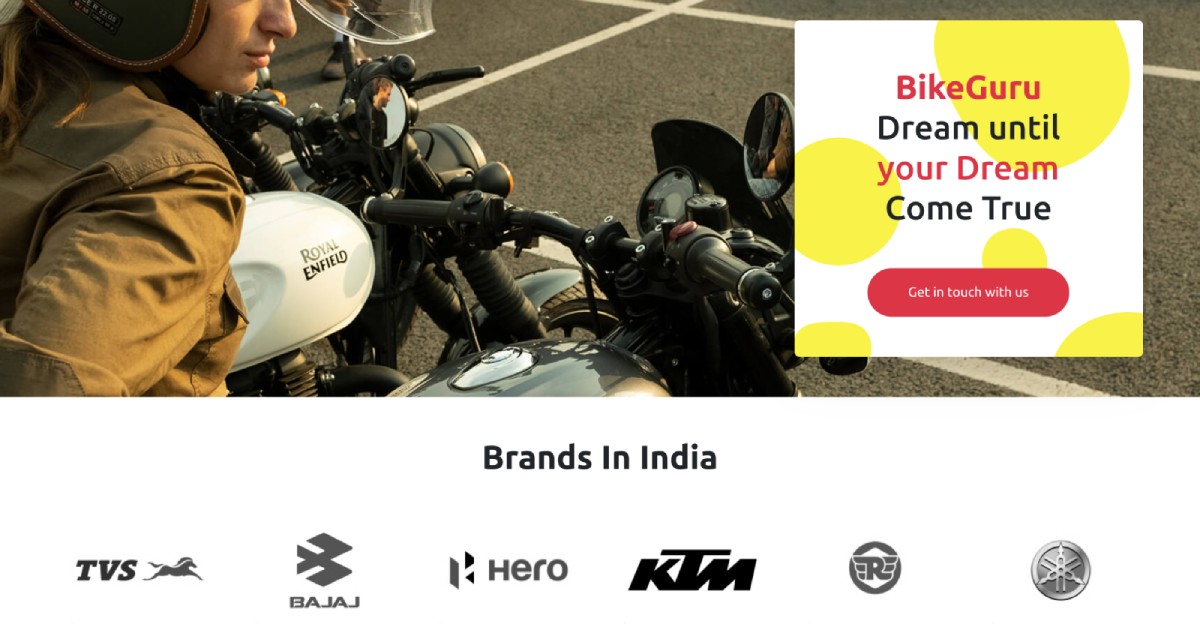 BikeGuru
Dream until
your Dream
Come True
Get in touch with us
ROYAL
ENFIELD
Brands In India
TVS
BAJAJ
Hero
KTM
R